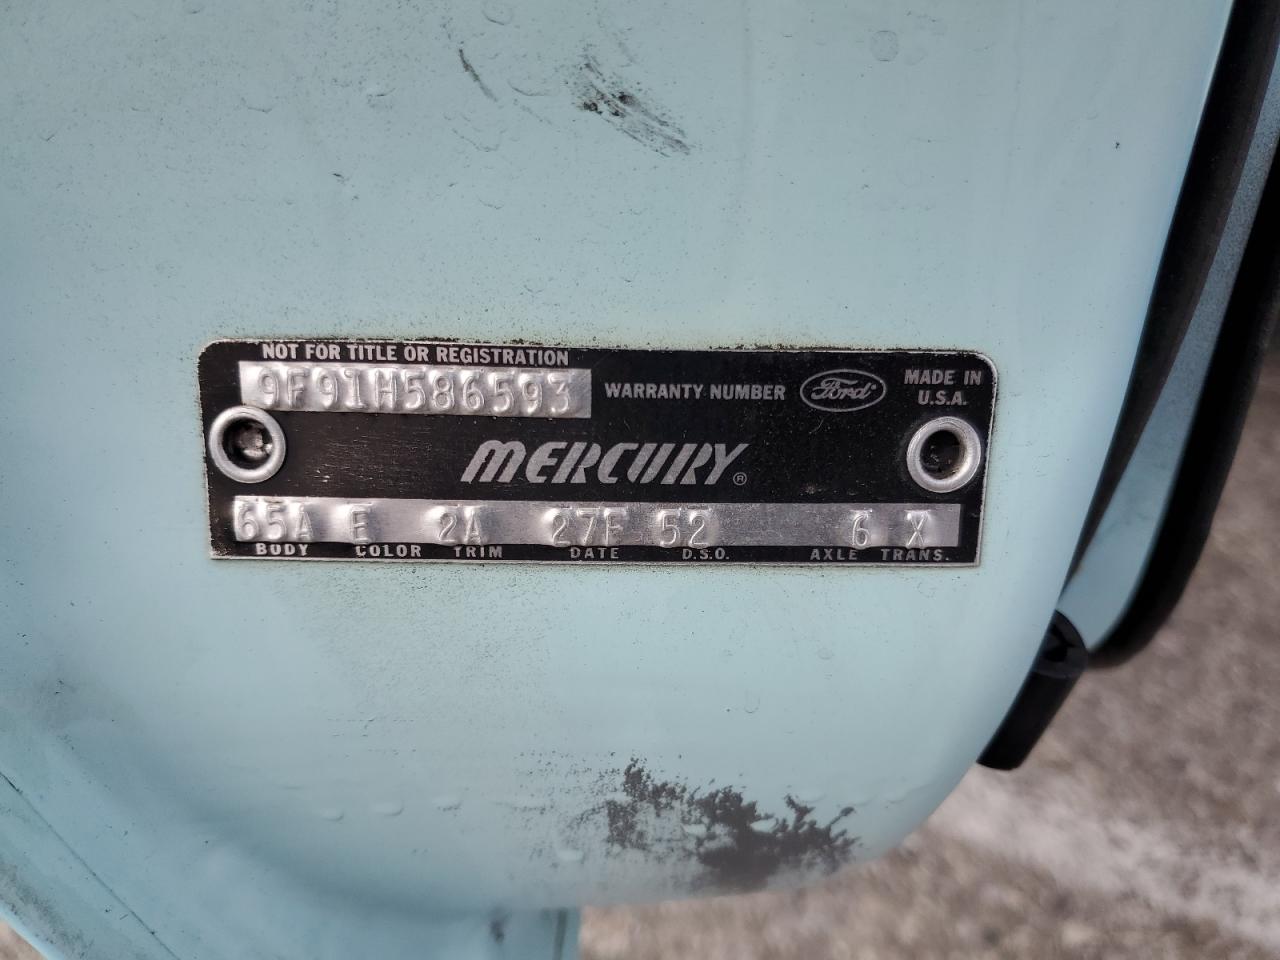 NOT FOR TITLE OR REGISTRATION
9F91H586593
WARRANTY NUMBER
Ford
MADE IN
U.S.A.
MERCURY®
65A E 2A 27F 52 6 X
BODY COLOR TRIM DATE D.S.O. AXLE TRANS.